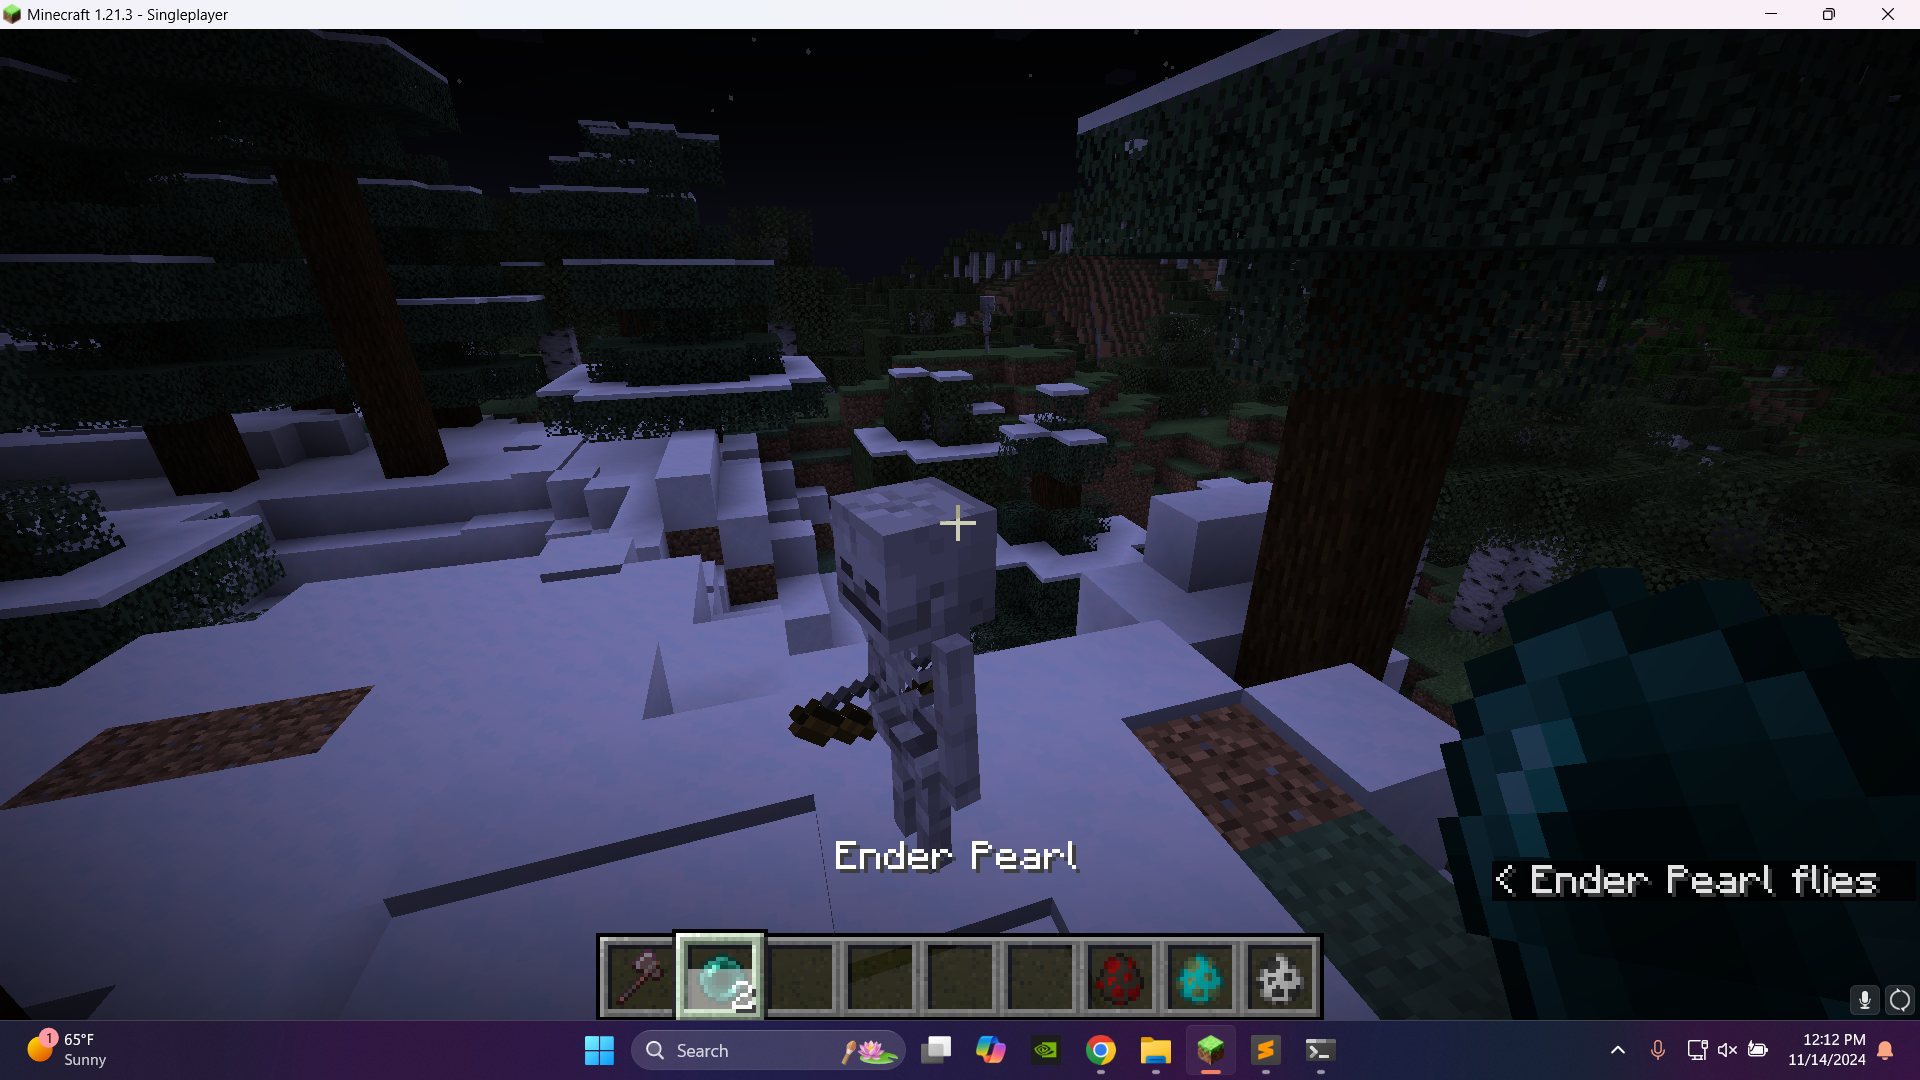 Minecraft 1.21.3 - Singleplayer
Ender Pearl
< Ender Pearl flies
2
1
65°F
Sunny
Search
12:12 PM
11/14/2024